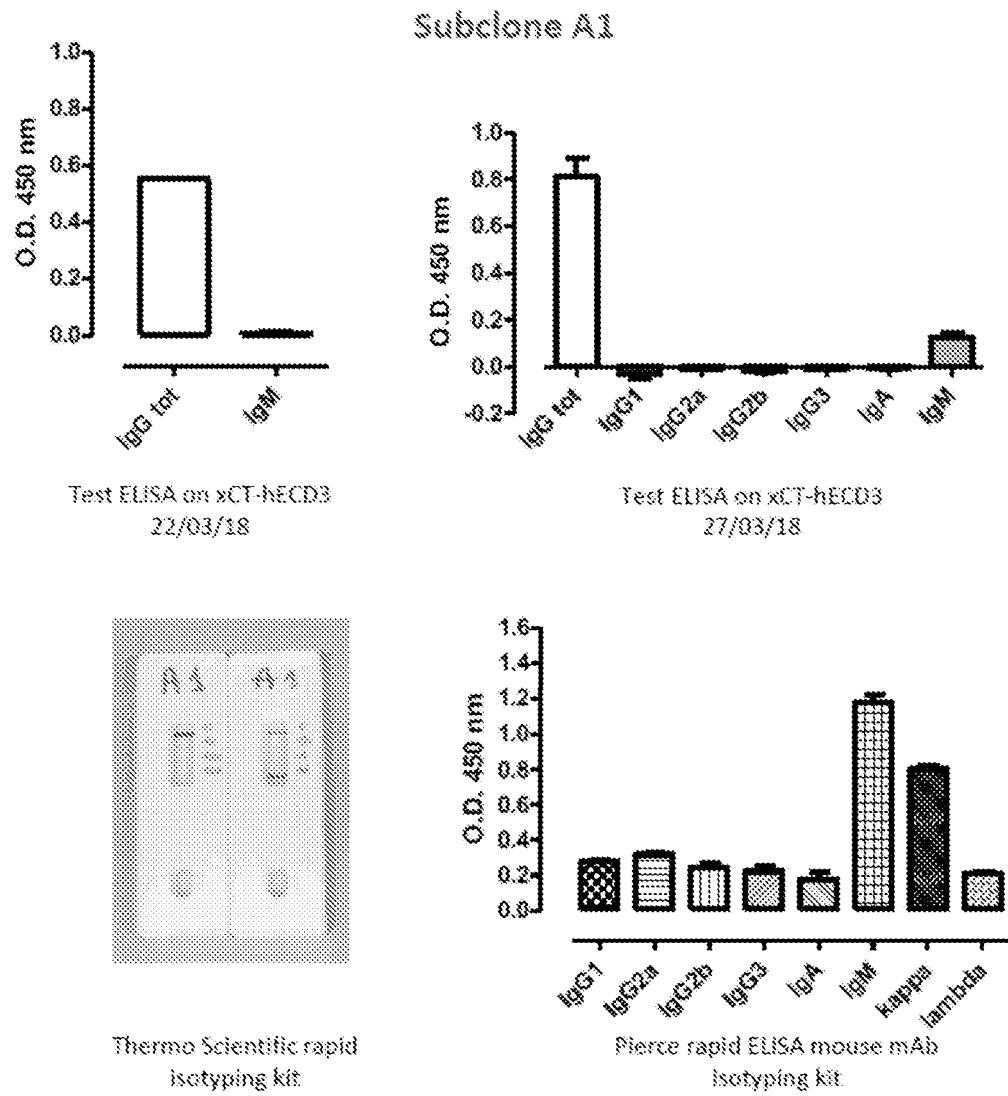 Subclone A1
O.D. 450 nm
1.0
0.8
0.6
0.4
0.2
0.0
IgG tot
IgM
Test ELISA on xCT-hECD3
22/03/18
O.D. 450 nm
1.0
0.8
0.6
0.4
0.2
0.0
-0.2
IgG tot
IgG1
IgG2a
IgG2b
IgG3
IgA
IgM
Test ELISA on xCT-hECD3
27/03/18
A1
A1
Thermo Scientific rapid
isotyping kit
O.D. 450 nm
1.6
1.4
1.2
1.0
0.8
0.6
0.4
0.2
0.0
IgG1
IgG2a
IgG2b
IgG3
IgA
IgM
kappa
lambda
Pierce rapid ELISA mouse mAb
isotyping kit